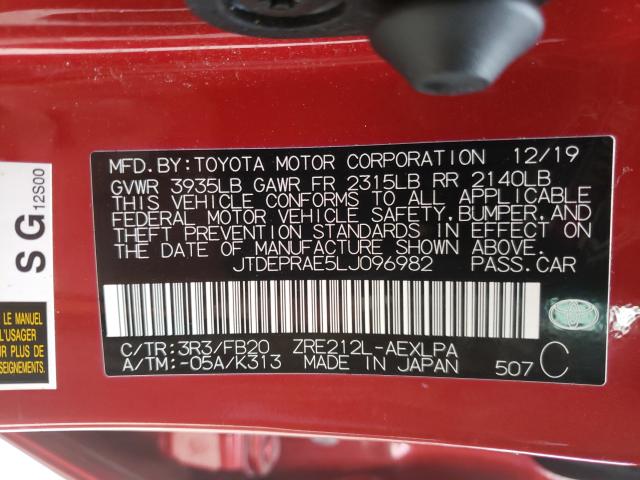 MFD.BY:TOYOTA MOTOR CORPORATION 12/19
GVWR 3935LB GAWR FR 2315LB RR 2140LB
THIS VEHICLE CONFORMS TO ALL APPLICABLE
FEDERAL MOTOR VEHICLE SAFETY,BUMPER,AND
THEFT PREVENTION STANDARDS IN EFFECT ON
THE DATE OF MANUFACTURE SHOWN ABOVE.
JTDEPRAE5LJ096982 PASS.CAR
C/TR:3R3/FB20 ZRE212L-AEXLPA
A/TM:-05A/K313 MADE IN JAPAN 507 C
SG 12S00
LE MANUEL
L'USAGER
UR PLUS DE
SEIGNEMENTS.